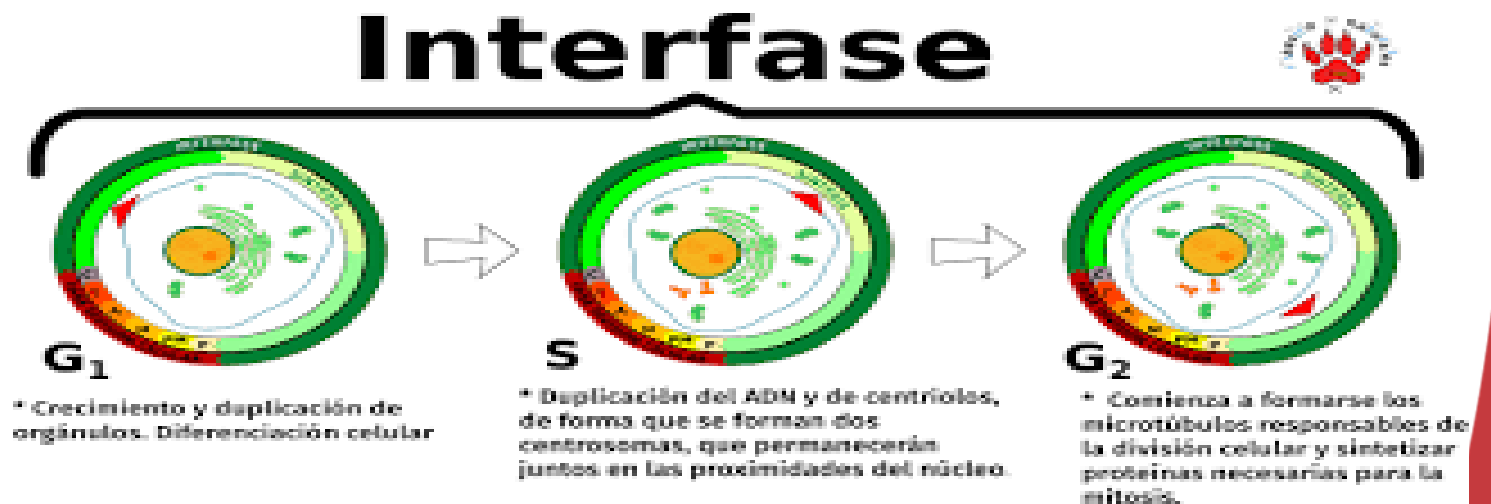 Interfase
G1
S
G2
* Crecimiento y duplicación de
orgánulos. Diferenciación celular
* Duplicación del ADN y de centriolos,
de forma que se forman dos
centrosomas, que permanecerán
juntos en las proximidades del núcleo.
* Comienza a formarse los
microtúbulos responsables de
la división celular y sintetizar
proteínas necesarias para la
mitosis.